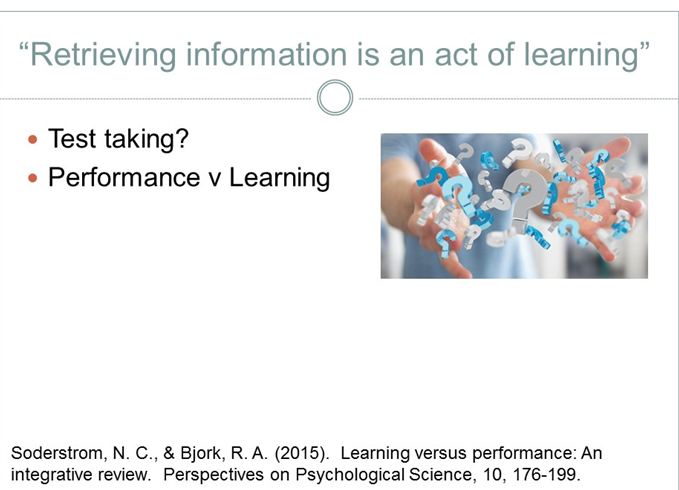 “Retrieving information is an act of learning”
Test taking?
Performance v Learning
Soderstrom, N. C., & Bjork, R. A. (2015).  Learning versus performance: An
integrative review.  Perspectives on Psychological Science, 10, 176-199.